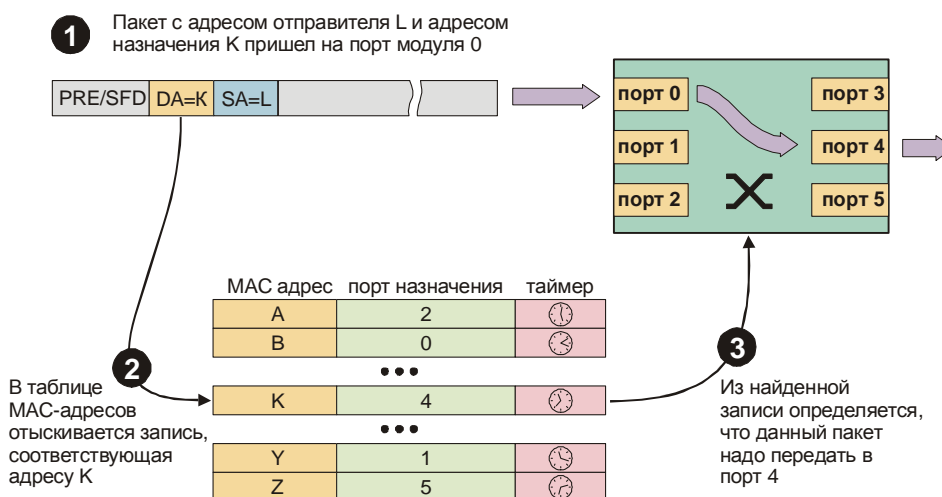 1
Пакет с адресом отправителя L и адресом
назначения K пришел на порт модуля 0
PRE/SFD DA=K SA=L
порт 0 порт 3
порт 1 порт 4
порт 2 порт 5
МАС адрес порт назначения таймер
A 2
B 0
•••
K 4
•••
Y 1
Z 5
2
В таблице
МАС-адресов
отыскивается запись,
соответствующая
адресу K
3
Из найденной
записи определяется,
что данный пакет
надо передать в
порт 4